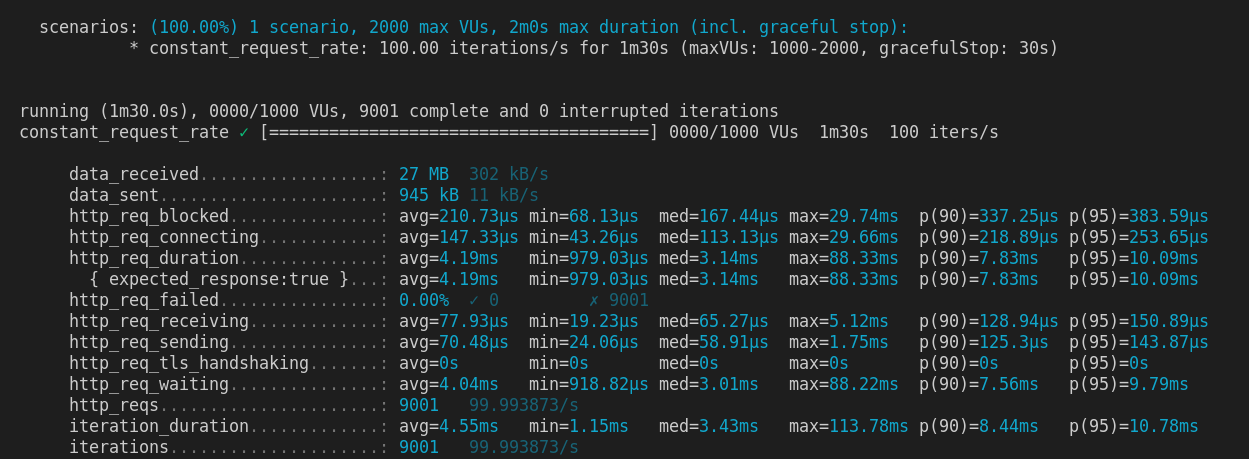 scenarios: (100.00%) 1 scenario, 2000 max VUs, 2m0s max duration (incl. graceful stop):
* constant_request_rate: 100.00 iterations/s for 1m30s (maxVUs: 1000-2000, gracefulStop: 30s)
running (1m30.0s), 0000/1000 VUs, 9001 complete and 0 interrupted iterations
constant_request_rate ✓ [======================================] 0000/1000 VUs  1m30s  100 iters/s
data_received..................: 27 MB  302 kB/s
data_sent......................: 945 kB 11 kB/s
http_req_blocked...............: avg=210.73µs min=68.13µs  med=167.44µs max=29.74ms  p(90)=337.25µs p(95)=383.59µs
http_req_connecting............: avg=147.33µs min=43.26µs  med=113.13µs max=29.66ms  p(90)=218.89µs p(95)=253.65µs
http_req_duration..............: avg=4.19ms   min=979.03µs med=3.14ms   max=88.33ms  p(90)=7.83ms   p(95)=10.09ms
{ expected_response:true }...: avg=4.19ms   min=979.03µs med=3.14ms   max=88.33ms  p(90)=7.83ms   p(95)=10.09ms
http_req_failed................: 0.00%  ✓ 0         ✗ 9001
http_req_receiving.............: avg=77.93µs  min=19.23µs  med=65.27µs  max=5.12ms   p(90)=128.94µs p(95)=150.89µs
http_req_sending...............: avg=70.48µs  min=24.06µs  med=58.91µs  max=1.75ms   p(90)=125.3µs  p(95)=143.87µs
http_req_tls_handshaking.......: avg=0s       min=0s       med=0s       max=0s       p(90)=0s       p(95)=0s
http_req_waiting...............: avg=4.04ms   min=918.82µs med=3.01ms   max=88.22ms  p(90)=7.56ms   p(95)=9.79ms
http_reqs......................: 9001   99.993873/s
iteration_duration.............: avg=4.55ms   min=1.15ms   med=3.43ms   max=113.78ms p(90)=8.44ms   p(95)=10.78ms
iterations.....................: 9001   99.993873/s